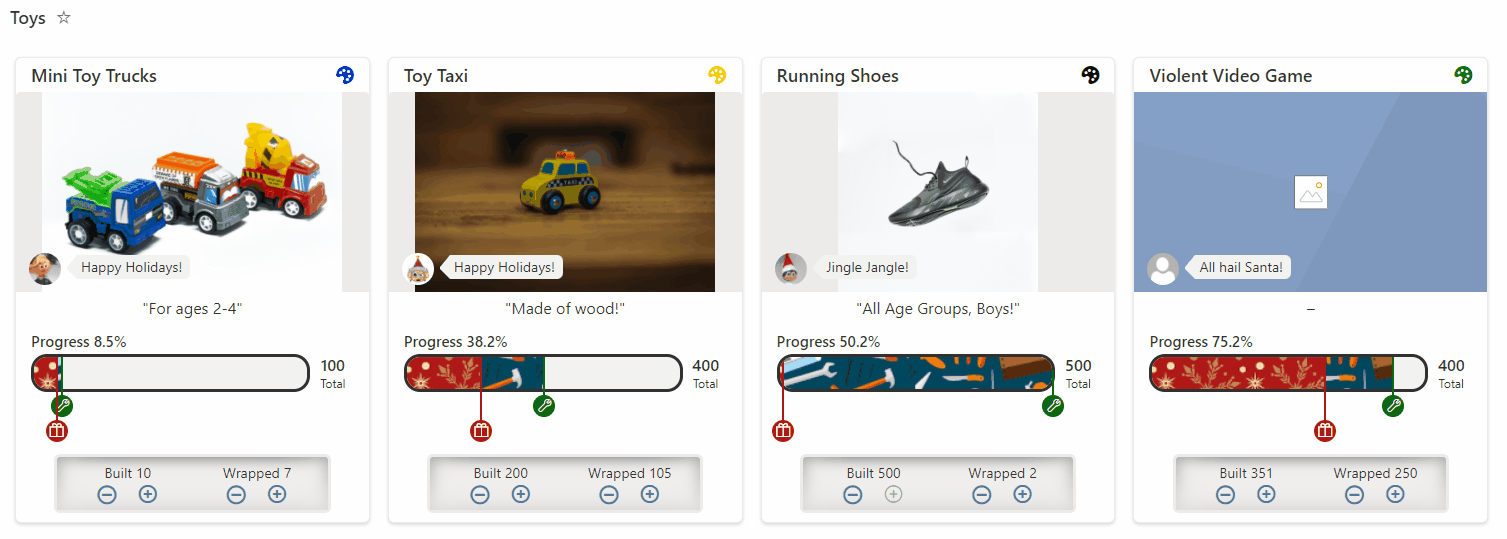 Toys
Mini Toy Trucks
Happy Holidays!
"For ages 2-4"
Progress 8.5%
100
Total
Built 10
Wrapped 7
Toy Taxi
TAXI
Happy Holidays!
"Made of wood!"
Progress 38.2%
400
Total
Built 200
Wrapped 105
Running Shoes
Jingle Jangle!
"All Age Groups, Boys!"
Progress 50.2%
500
Total
Built 500
Wrapped 2
Violent Video Game
All hail Santa!
–
Progress 75.2%
400
Total
Built 351
Wrapped 250